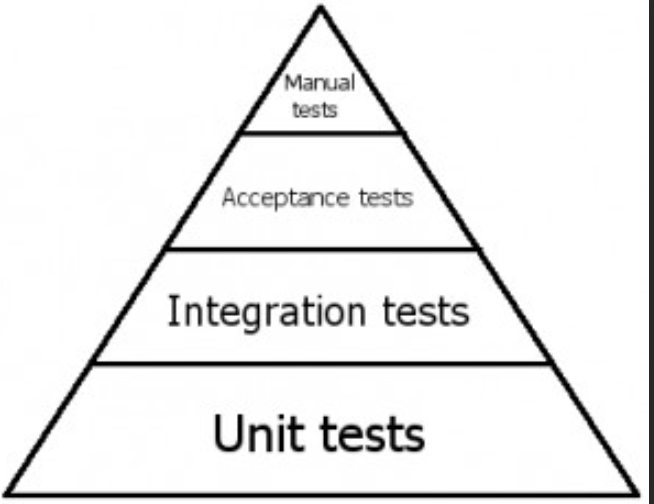 Manual
tests
Acceptance tests
Integration tests
Unit tests